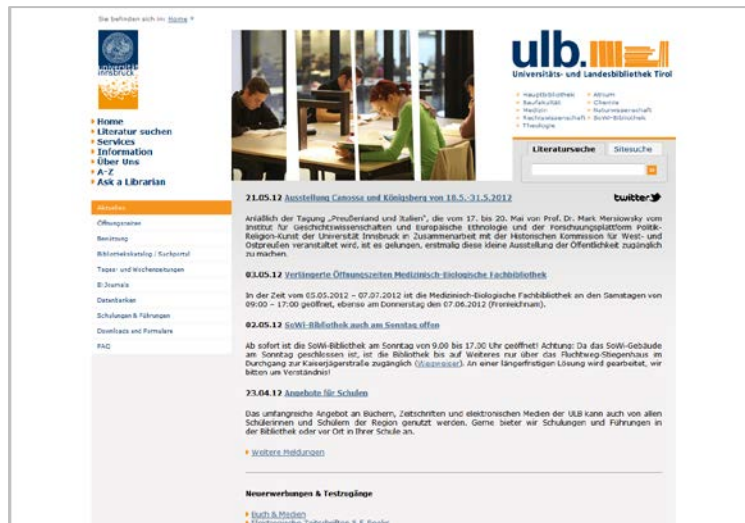 Sie befinden sich in: Home
universität
innsbruck
ulb.
Universitäts- und Landesbibliothek Tirol
Hauptbibliothek
Atrium
Baufakultät
Chemie
Medizin
Naturwissenschaft
Rechtswissenschaft
SoWi-Bibliothek
Theologie
Home
Literatur suchen
Services
Information
Über Uns
A-Z
Ask a Librarian
Literatursuche
Sitesuche
Aktuelles
Öffnungszeiten
Benützung
Bibliothekskatalog / Suchportal
Tages- und Wochenzeitungen
E-Journals
Datenbanken
Schulungen & Führungen
Downloads und Formulare
FAQ
21.05.12 Ausstellung Canossa und Königsberg von 18.5.-31.5.2012
twitter
Anläßlich der Tagung „Preußenland und Italien", die vom 17. bis 20. Mai von Prof. Dr. Mark Mersiowsky vom
Institut für Geschichtswissenschaften und Europäische Ethnologie und der Forschungsplattform Politik-
Religion-Kunst der Universität Innsbruck in Zusammenarbeit mit der Historischen Kommission für West- und
Ostpreußen veranstaltet wird, ist es gelungen, erstmalig diese kleine Ausstellung der Öffentlichkeit zugänglich
zu machen.
03.05.12 Verlängerte Öffnungszeiten Medizinisch-Biologische Fachbibliothek
In der Zeit vom 05.05.2012 – 07.07.2012 ist die Medizinisch-Biologische Fachbibliothek an den Samstagen von
09:00 – 17:00 geöffnet, ebenso am Donnerstag den 07.06.2012 (Fronleichnam).
02.05.12 SoWi-Bibliothek auch am Sonntag offen
Ab sofort ist die SoWi-Bibliothek am Sonntag von 9.00 bis 17.00 Uhr geöffnet! Achtung: Da das SoWi-Gebäude
am Sonntag geschlossen ist, ist die Bibliothek bis auf Weiteres nur über das Fluchtweg-Stiegenhaus im
Durchgang zur Kaiserjägerstraße zugänglich (Wegweiser). An einer längerfristigen Lösung wird gearbeitet, wir
bitten um Verständnis!
23.04.12 Angebote für Schulen
Das umfangreiche Angebot an Büchern, Zeitschriften und elektronischen Medien der ULB kann auch von allen
Schülerinnen und Schülern der Region genutzt werden. Gerne bieter wir Schulungen und Führungen in
der Bibliothek oder vor Ort in Ihrer Schule an.
Weitere Meldungen
Neuerwerbungen & Testzugänge
Buch & Medien
Elektronische Zeitschriften & E-Books